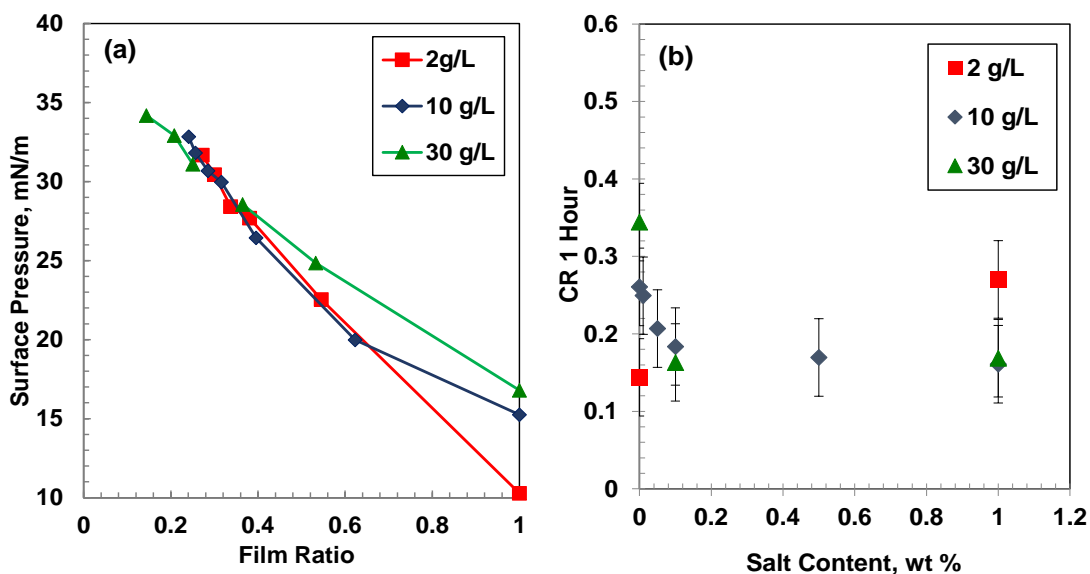 (a)
2g/L
10 g/L
30 g/L
Surface Pressure, mN/m
40
35
30
25
20
15
10
0
0.2
0.4
0.6
0.8
1
Film Ratio
(b)
2 g/L
10 g/L
30 g/L
CR 1 Hour
0.6
0.5
0.4
0.3
0.2
0.1
0
0
0.2
0.4
0.6
0.8
1
1.2
Salt Content, wt %